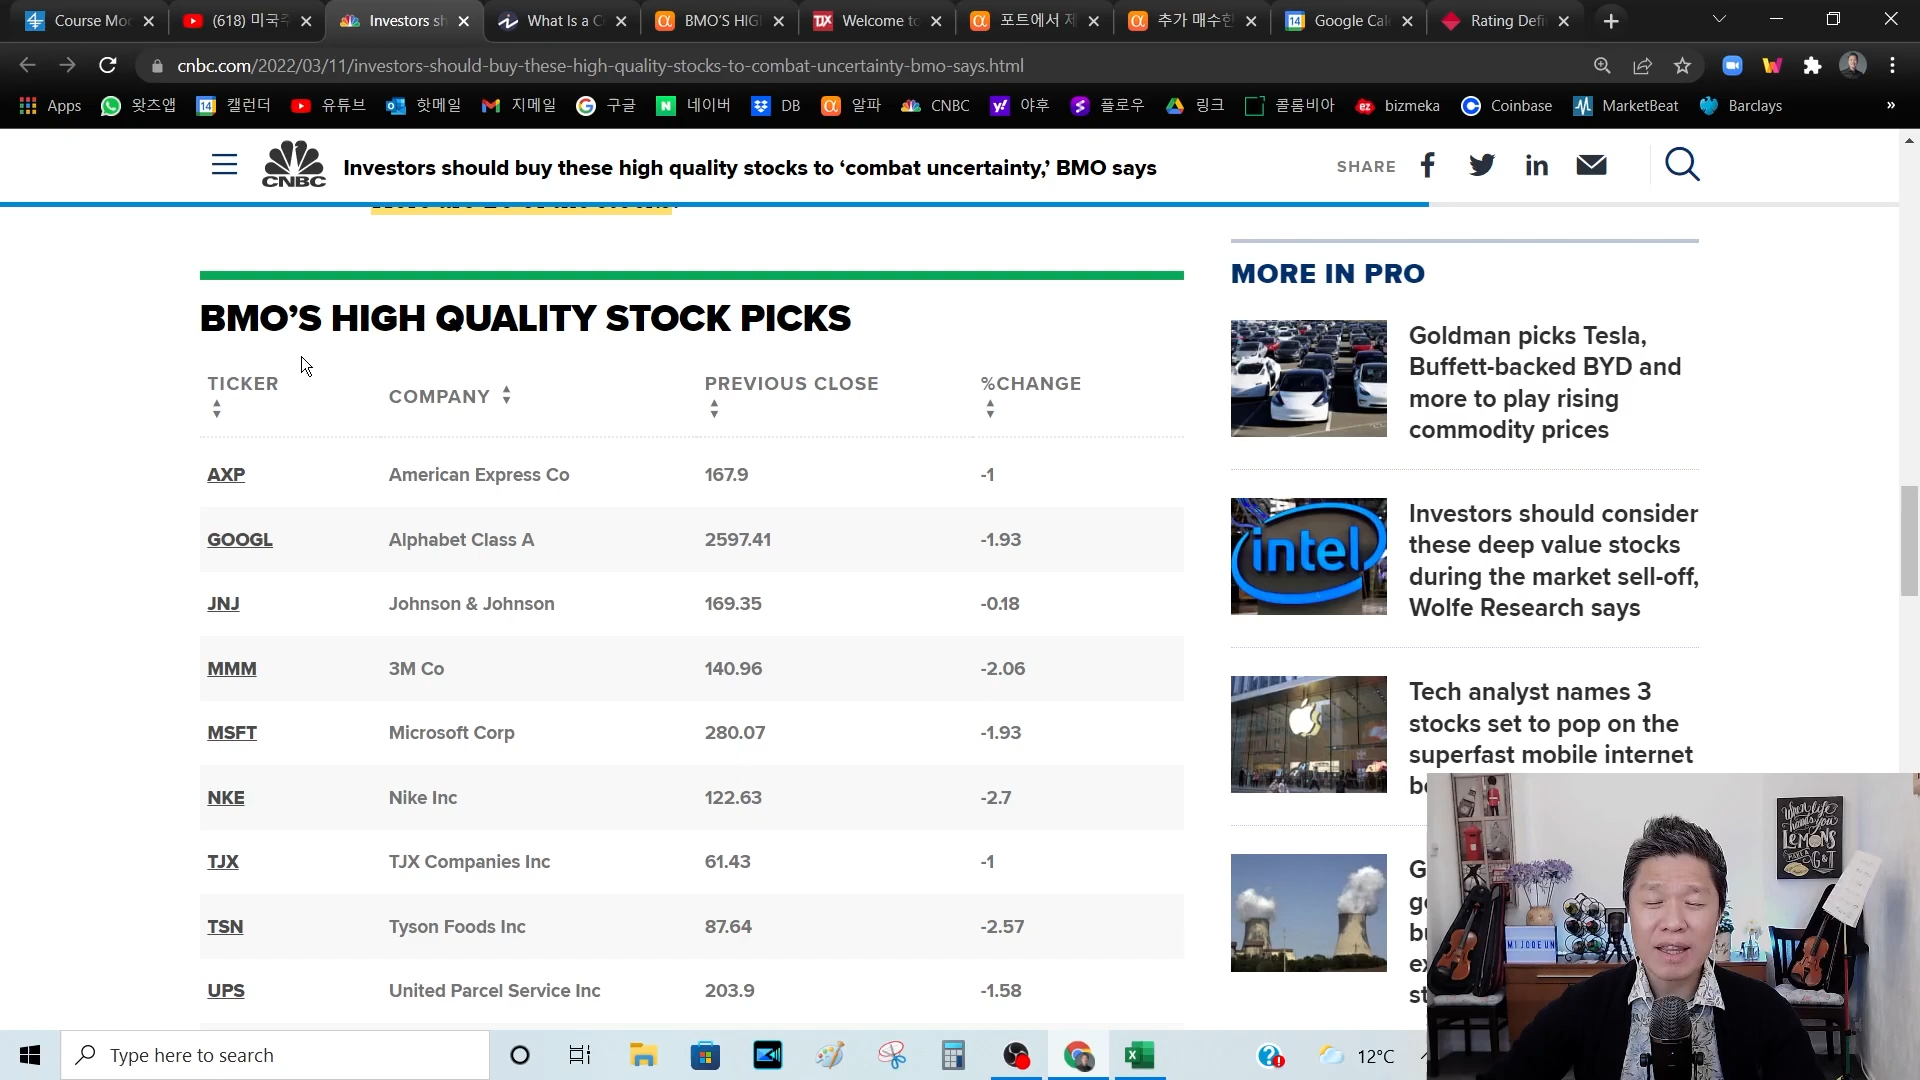 Course Mo
(618) 미국주
Investors sh
What Is a C
BMO'S HIG
Welcome to
포트에서 제
추가 매수한
Google Cal
Rating Defi
cnbc.com/2022/03/11/investors-should-buy-these-high-quality-stocks-to-combat-uncertainty-bmo-says.html
Apps
왓즈앱
캘린더
유튜브
핫메일
지메일
구글
네이버
DB
알파
CNBC
야후
플로우
링크
콜롬비아
bizmeka
Coinbase
MarketBeat
Barclays
CNBC
Investors should buy these high quality stocks to ‘combat uncertainty,’ BMO says
SHARE
BMO’S HIGH QUALITY STOCK PICKS
TICKER COMPANY PREVIOUS CLOSE %CHANGE
AXP American Express Co 167.9 -1
GOOGL Alphabet Class A 2597.41 -1.93
JNJ Johnson & Johnson 169.35 -0.18
MMM 3M Co 140.96 -2.06
MSFT Microsoft Corp 280.07 -1.93
NKE Nike Inc 122.63 -2.7
TJX TJX Companies Inc 61.43 -1
TSN Tyson Foods Inc 87.64 -2.57
UPS United Parcel Service Inc 203.9 -1.58
MORE IN PRO
Goldman picks Tesla,
Buffett-backed BYD and
more to play rising
commodity prices
intel
Investors should consider
these deep value stocks
during the market sell-off,
Wolfe Research says
Tech analyst names 3
stocks set to pop on the
superfast mobile internet
When life
hands you
LEMONS
G&T
MIJOOEUN
Type here to search
12°C